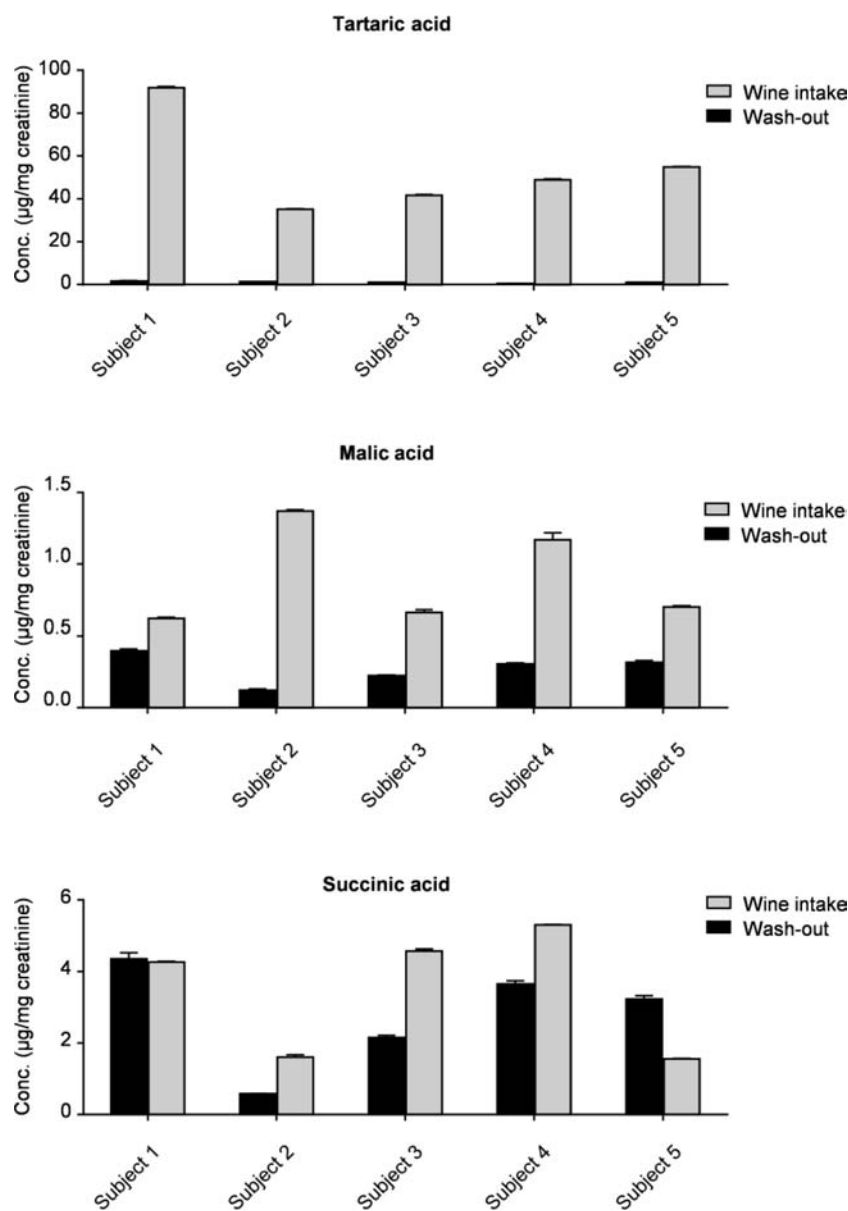 Tartaric acid
Conc. (µg/mg creatinine)
100
80
60
40
20
0
Wine intake
Wash-out
Subject 1
Subject 2
Subject 3
Subject 4
Subject 5
Malic acid
Conc. (µg/mg creatinine)
1.5
1.0
0.5
0.0
Wine intake
Wash-out
Subject 1
Subject 2
Subject 3
Subject 4
Subject 5
Succinic acid
Conc. (µg/mg creatinine)
6
4
2
0
Wine intake
Wash-out
Subject 1
Subject 2
Subject 3
Subject 4
Subject 5